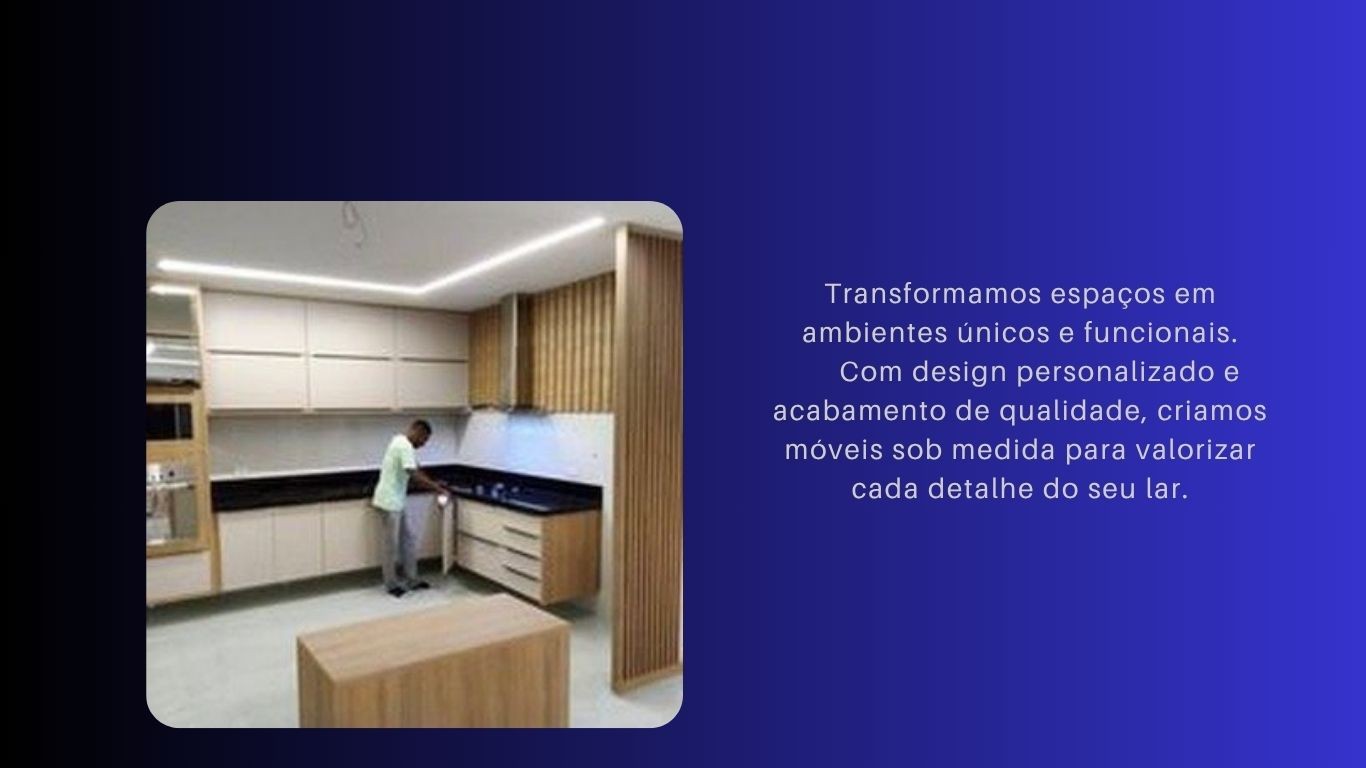 Transformamos espaços em
ambientes únicos e funcionais.
Com design personalizado e
acabamento de qualidade, criamos
móveis sob medida para valorizar
cada detalhe do seu lar.